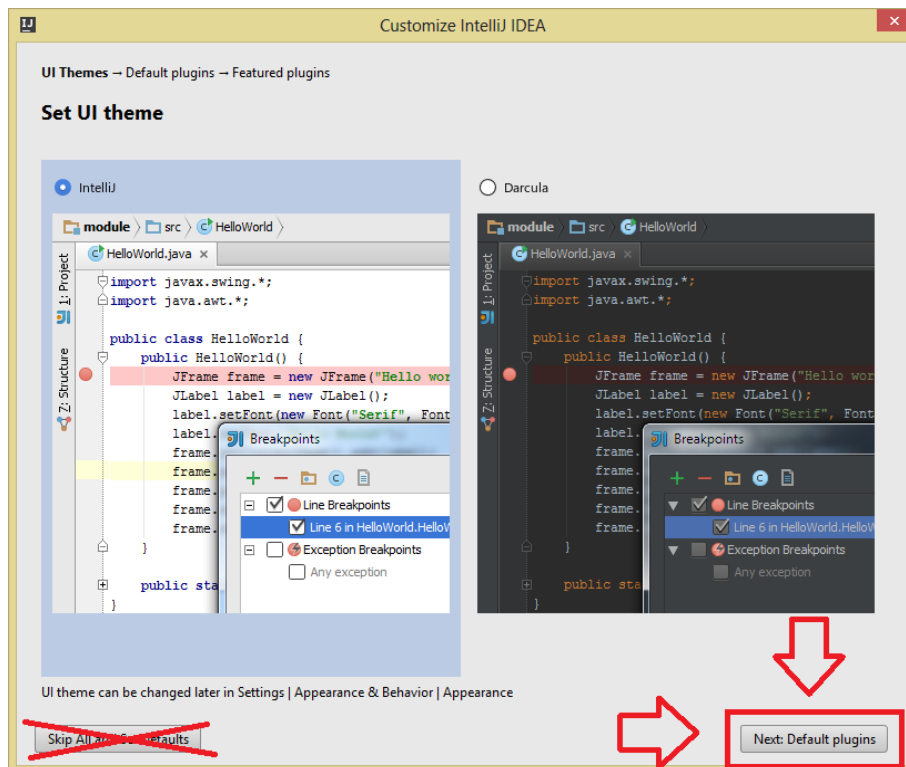 Customize IntelliJ IDEA
UI Themes → Default plugins → Featured plugins
Set UI theme
IntelliJ
module src HelloWorld
HelloWorld.java
1: Project
Z: Structure
import javax.swing.*;
import java.awt.*;
public class HelloWorld {
public HelloWorld() {
JFrame frame = new JFrame("Hello wor
JLabel label = new JLabel();
label.setFont(new Font("Serif", Font
label.
frame.
frame.
frame.
frame.
frame.
}
public sta
}
Breakpoints
Line Breakpoints
Line 6 in HelloWorld.HelloW
Exception Breakpoints
Any exception
Darcula
module src HelloWorld
HelloWorld.java
1: Project
Z: Structure
import javax.swing.*;
import java.awt.*;
public class HelloWorld {
public HelloWorld() {
JFrame frame = new JFrame("Hello wor
JLabel label = new JLabel();
label.setFont(new Font("Serif", Font
label.
frame.
frame.
frame.
frame.
frame.
}
public sta
}
Breakpoints
Line Breakpoints
Line 6 in HelloWorld.HelloW
Exception Breakpoints
Any exception
UI theme can be changed later in Settings | Appearance & Behavior | Appearance
Skip All and Set Defaults
Next: Default plugins